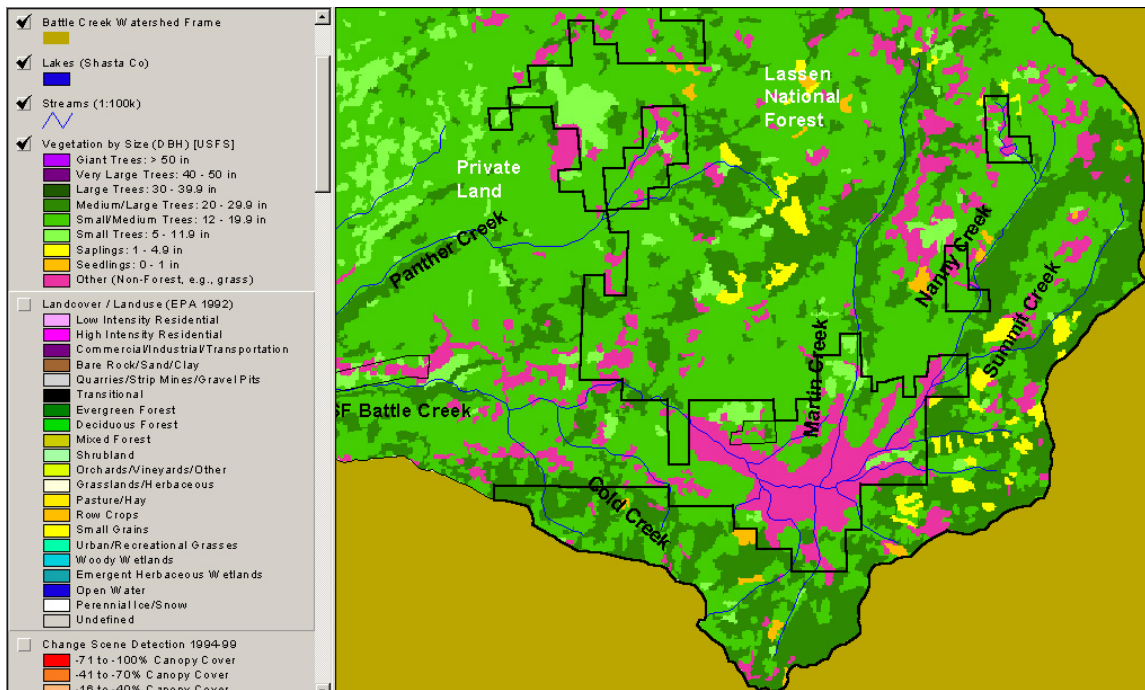 Battle Creek Watershed Frame
Lakes (Shasta Co)
Streams (1:100k)
Vegetation by Size (DBH) [USFS]
Giant Trees: > 50 in
Very Large Trees: 40 - 50 in
Large Trees: 30 - 39.9 in
Medium/Large Trees: 20 - 29.9 in
Small/Medium Trees: 12 - 19.9 in
Small Trees: 5 - 11.9 in
Saplings: 1 - 4.9 in
Seedlings: 0 - 1 in
Other (Non-Forest, e.g., grass)
Landcover / Landuse (EPA 1992)
Low Intensity Residential
High Intensity Residential
Commercial/Industrial/Transportation
Bare Rock/Sand/Clay
Quarries/Strip Mines/Gravel Pits
Transitional
Evergreen Forest
Deciduous Forest
Mixed Forest
Shrubland
Orchards/Vineyards/Other
Grasslands/Herbaceous
Pasture/Hay
Row Crops
Small Grains
Urban/Recreational Grasses
Woody Wetlands
Emergent Herbaceous Wetlands
Open Water
Perennial Ice/Snow
Undefined
Change Scene Detection 1994-99
-71 to -100% Canopy Cover
-41 to -70% Canopy Cover
-16 to -40% Canopy Cover
Lassen
National
Forest
Private
Land
Panther Creek
Nanny Creek
Summit Creek
Martin Creek
SF Battle Creek
Cold Creek